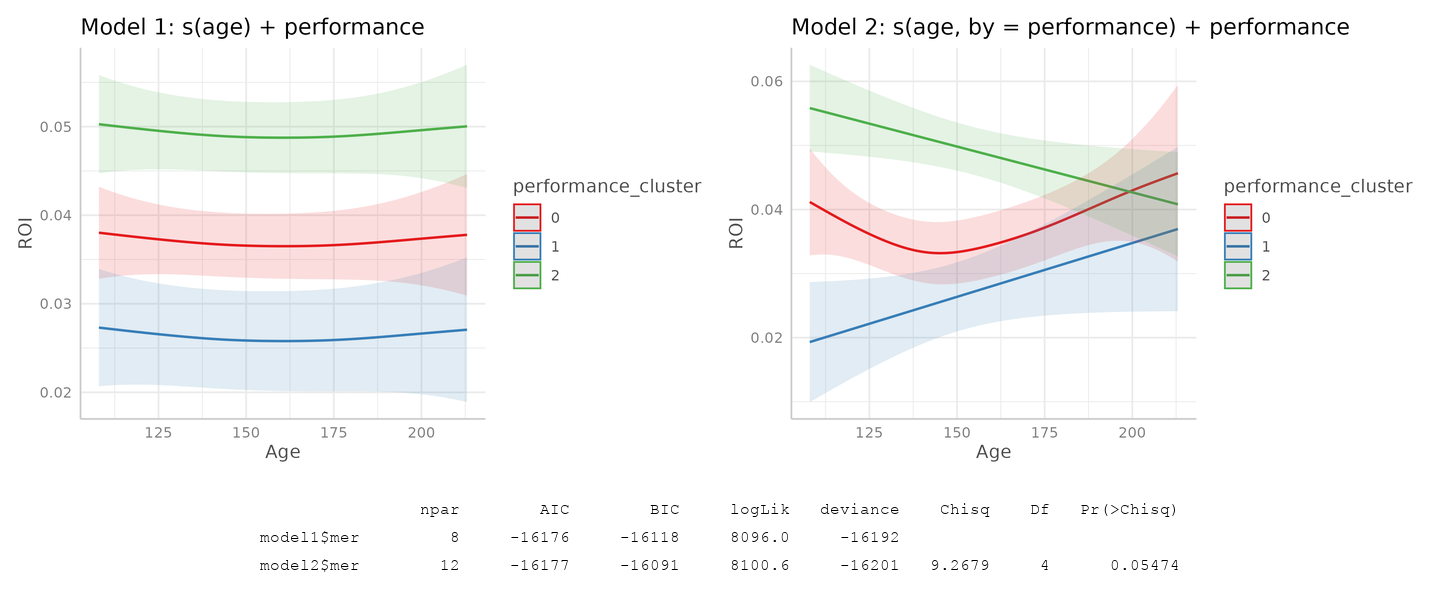 Model 1: s(age) + performance
0.05
0.04
0.03
0.02
ROI
125 150 175 200
Age
performance_cluster
0
1
2
Model 2: s(age, by = performance) + performance
0.06
0.04
0.02
ROI
125 150 175 200
Age
performance_cluster
0
1
2
npar AIC BIC logLik deviance Chisq Df Pr(>Chisq)
model1$mer 8 -16176 -16118 8096.0 -16192
model2$mer 12 -16177 -16091 8100.6 -16201 9.2679 4 0.05474